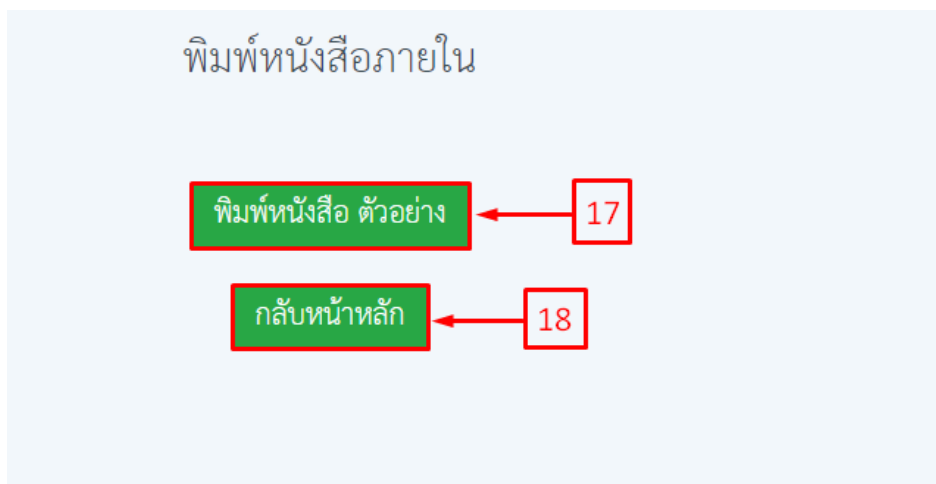 พิมพ์หนังสือภายใน
พิมพ์หนังสือ ตัวอย่าง 17
กลับหน้าหลัก 18